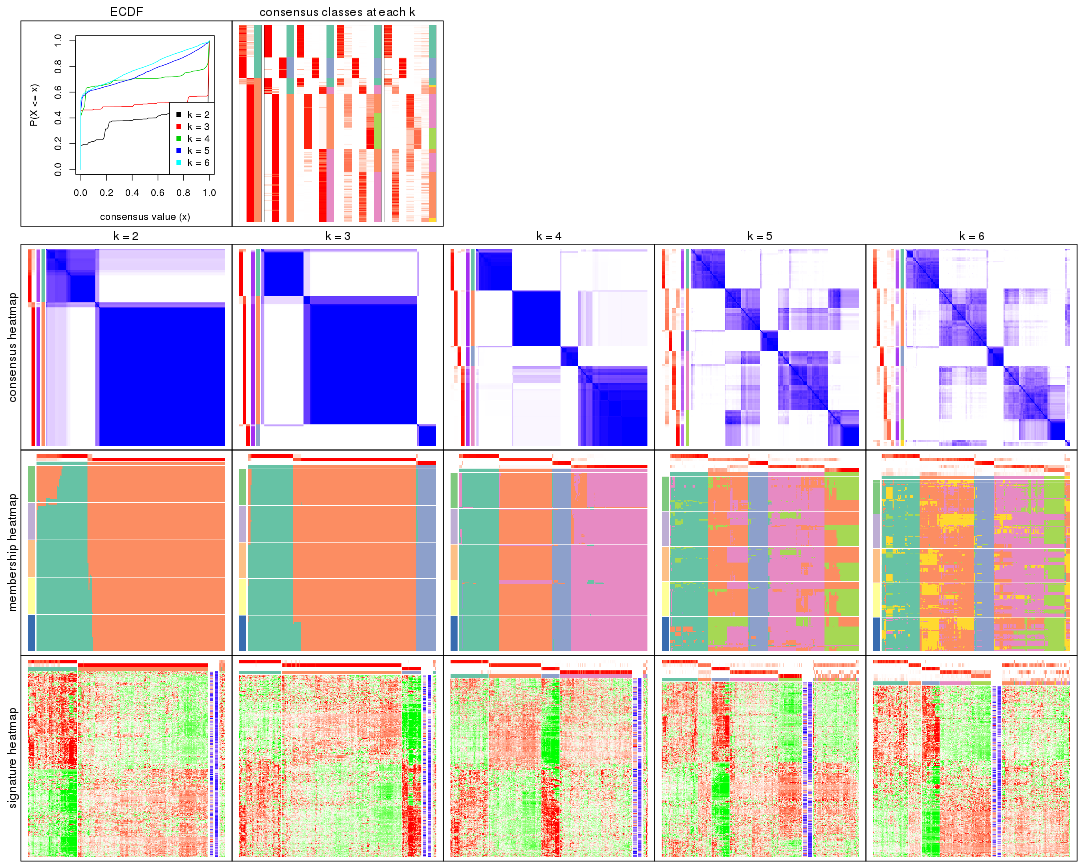 ECDF
consensus classes at each k
P(X <= x)
0.0
0.2
0.4
0.6
0.8
1.0
k = 2
k = 3
k = 4
k = 5
k = 6
0.0 0.2 0.4 0.6 0.8 1.0
consensus value (x)
k = 2
k = 3
k = 4
k = 5
k = 6
consensus heatmap
membership heatmap
signature heatmap